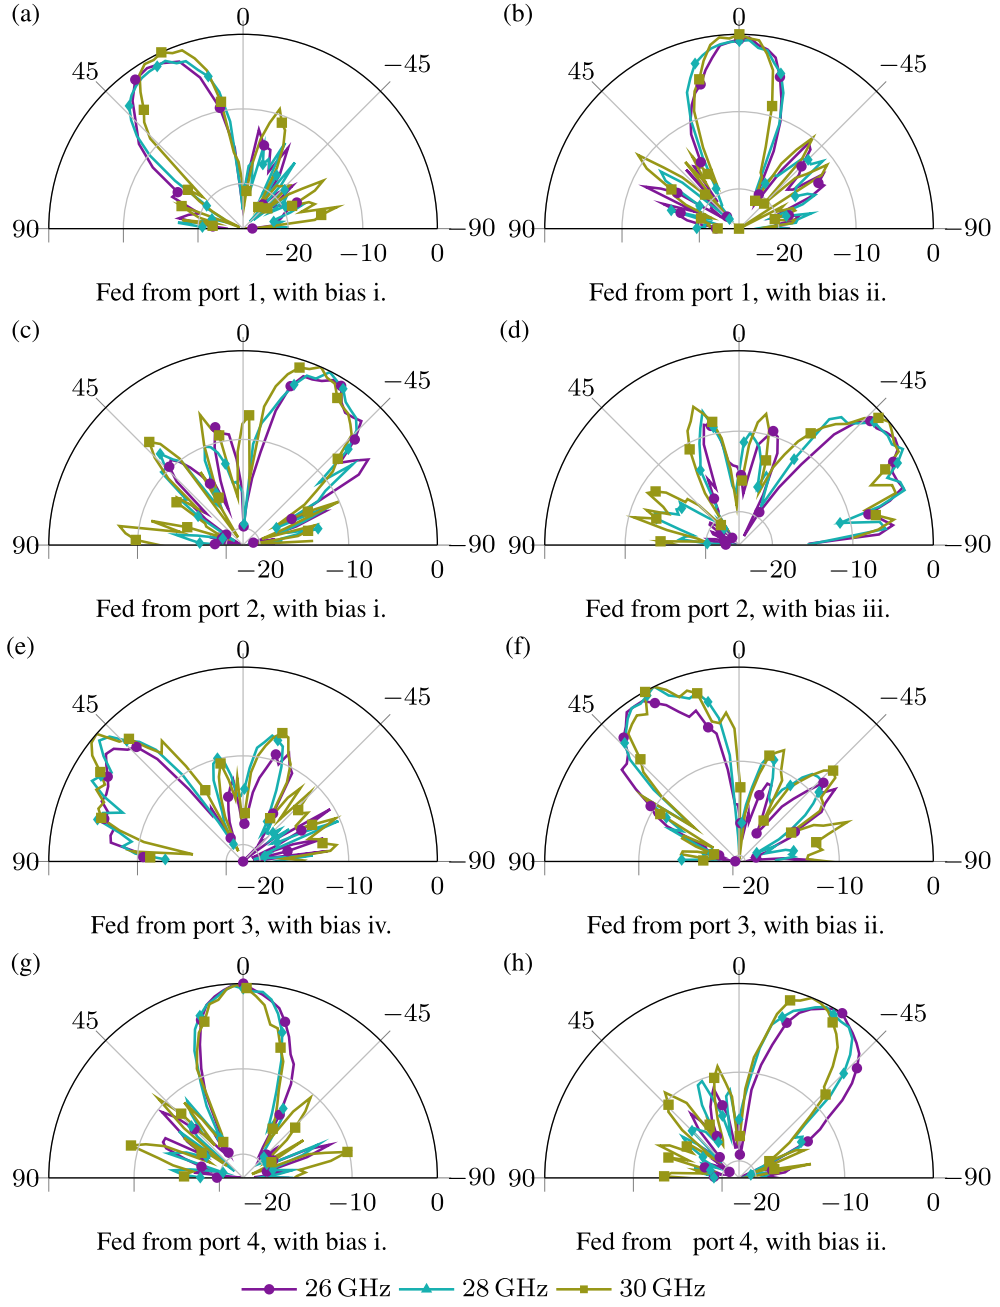 (a) 0 (b) 0
45 −45 45 −45
90 −90 90 −90
−20 −10 0 −20 −10 0
Fed from port 1, with bias i. Fed from port 1, with bias ii.
(c) 0 (d) 0
45 −45 45 −45
90 −90 90 −90
−20 −10 0 −20 −10 0
Fed from port 2, with bias i. Fed from port 2, with bias iii.
(e) 0 (f) 0
45 −45 45 −45
90 −90 90 −90
−20 −10 0 −20 −10 0
Fed from port 3, with bias iv. Fed from port 3, with bias ii.
(g) 0 (h) 0
45 −45 45 −45
90 −90 90 −90
−20 −10 0 −20 −10 0
Fed from port 4, with bias i. Fed from port 4, with bias ii.
26 GHz 28 GHz 30 GHz